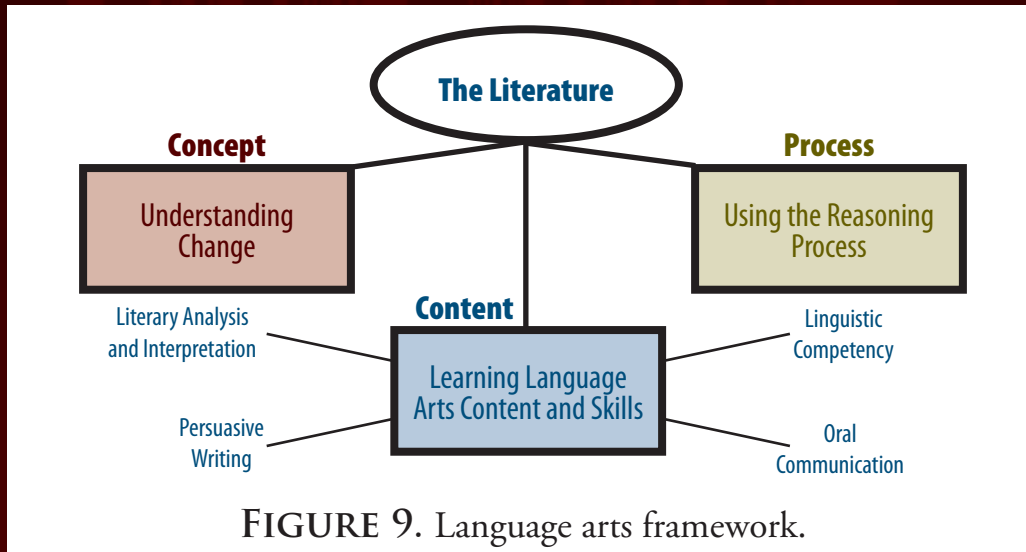 The Literature
Concept
Process
Understanding
Change
Using the Reasoning
Process
Content
Literary Analysis
and Interpretation
Linguistic
Competency
Learning Language
Arts Content and Skills
Persuasive
Writing
Oral
Communication
FIGURE 9. Language arts framework.